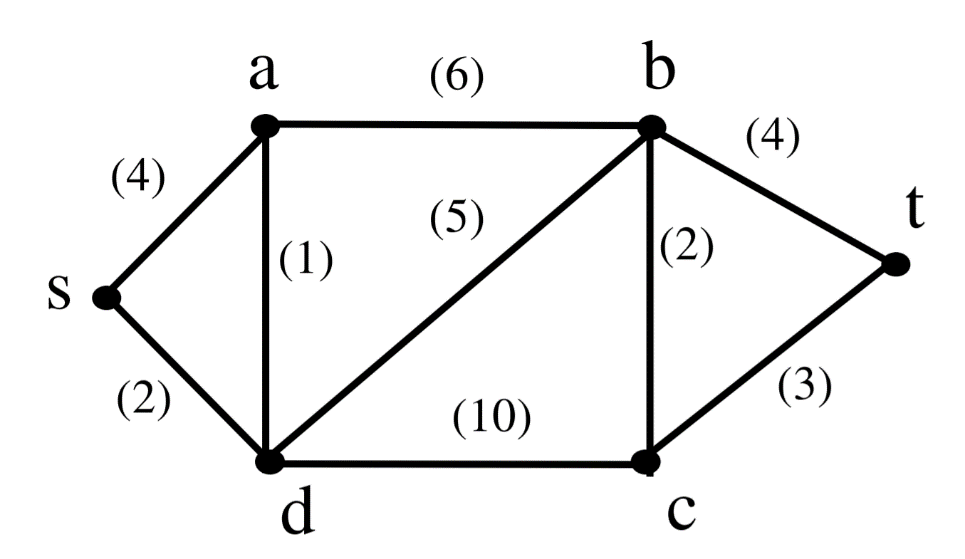 a (6) b
(4) (4)
(5) t
(1) (2)
s
(2) (10) (3)
d c